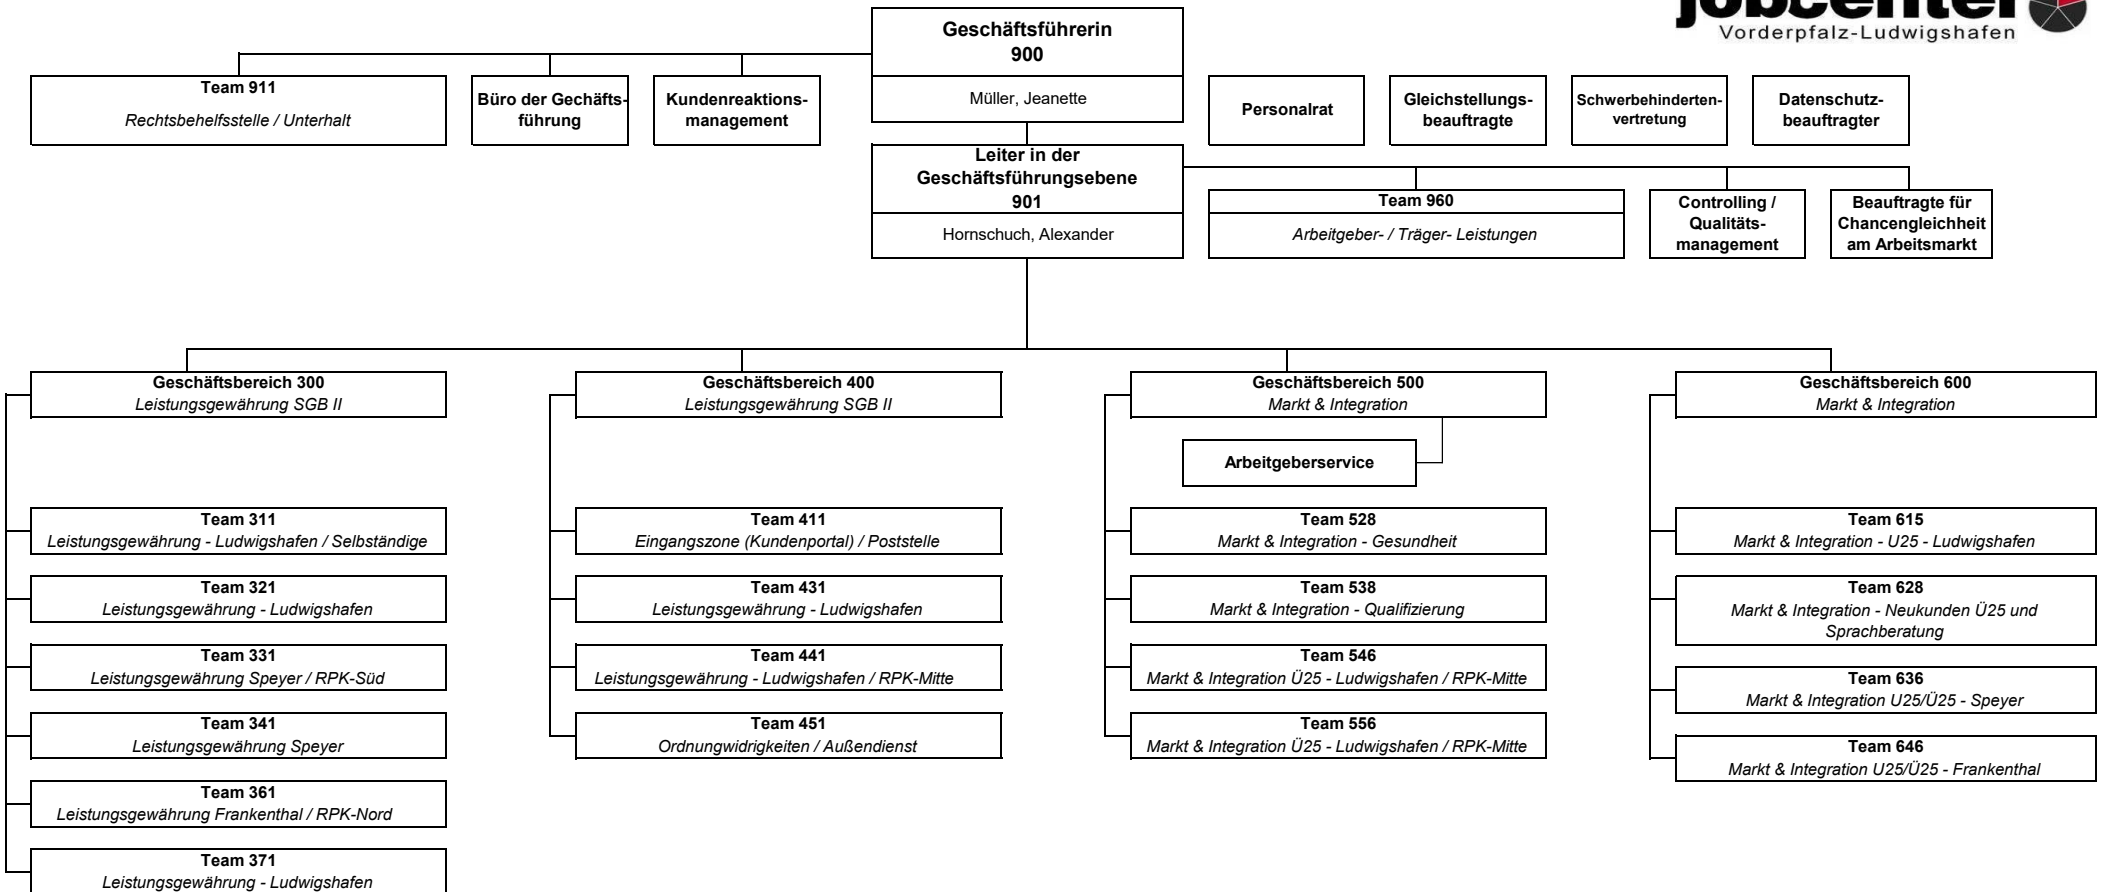 jobcenter
Vorderpfalz-Ludwigshafen
Geschäftsführerin
900
Müller, Jeanette
Team 911
Rechtsbehelfsstelle / Unterhalt
Büro der Gechäfts-
führung
Kundenreaktions-
management
Personalrat
Gleichstellungs-
beauftragte
Schwerbehinderten-
vertretung
Datenschutz-
beauftragter
Leiter in der
Geschäftsführungsebene
901
Hornschuch, Alexander
Team 960
Arbeitgeber- / Träger- Leistungen
Controlling /
Qualitäts-
management
Beauftragte für
Chancengleichheit
am Arbeitsmarkt
Geschäftsbereich 300
Leistungsgewährung SGB II
Team 311
Leistungsgewährung - Ludwigshafen / Selbständige
Team 321
Leistungsgewährung - Ludwigshafen
Team 331
Leistungsgewährung Speyer / RPK-Süd
Team 341
Leistungsgewährung Speyer
Team 361
Leistungsgewährung Frankenthal / RPK-Nord
Team 371
Leistungsgewährung - Ludwigshafen
Geschäftsbereich 400
Leistungsgewährung SGB II
Team 411
Eingangszone (Kundenportal) / Poststelle
Team 431
Leistungsgewährung - Ludwigshafen
Team 441
Leistungsgewährung - Ludwigshafen / RPK-Mitte
Team 451
Ordnungwidrigkeiten / Außendienst
Geschäftsbereich 500
Markt & Integration
Arbeitgeberservice
Team 528
Markt & Integration - Gesundheit
Team 538
Markt & Integration - Qualifizierung
Team 546
Markt & Integration Ü25 - Ludwigshafen / RPK-Mitte
Team 556
Markt & Integration Ü25 - Ludwigshafen / RPK-Mitte
Geschäftsbereich 600
Markt & Integration
Team 615
Markt & Integration - U25 - Ludwigshafen
Team 628
Markt & Integration - Neukunden Ü25 und
Sprachberatung
Team 636
Markt & Integration U25/Ü25 - Speyer
Team 646
Markt & Integration U25/Ü25 - Frankenthal